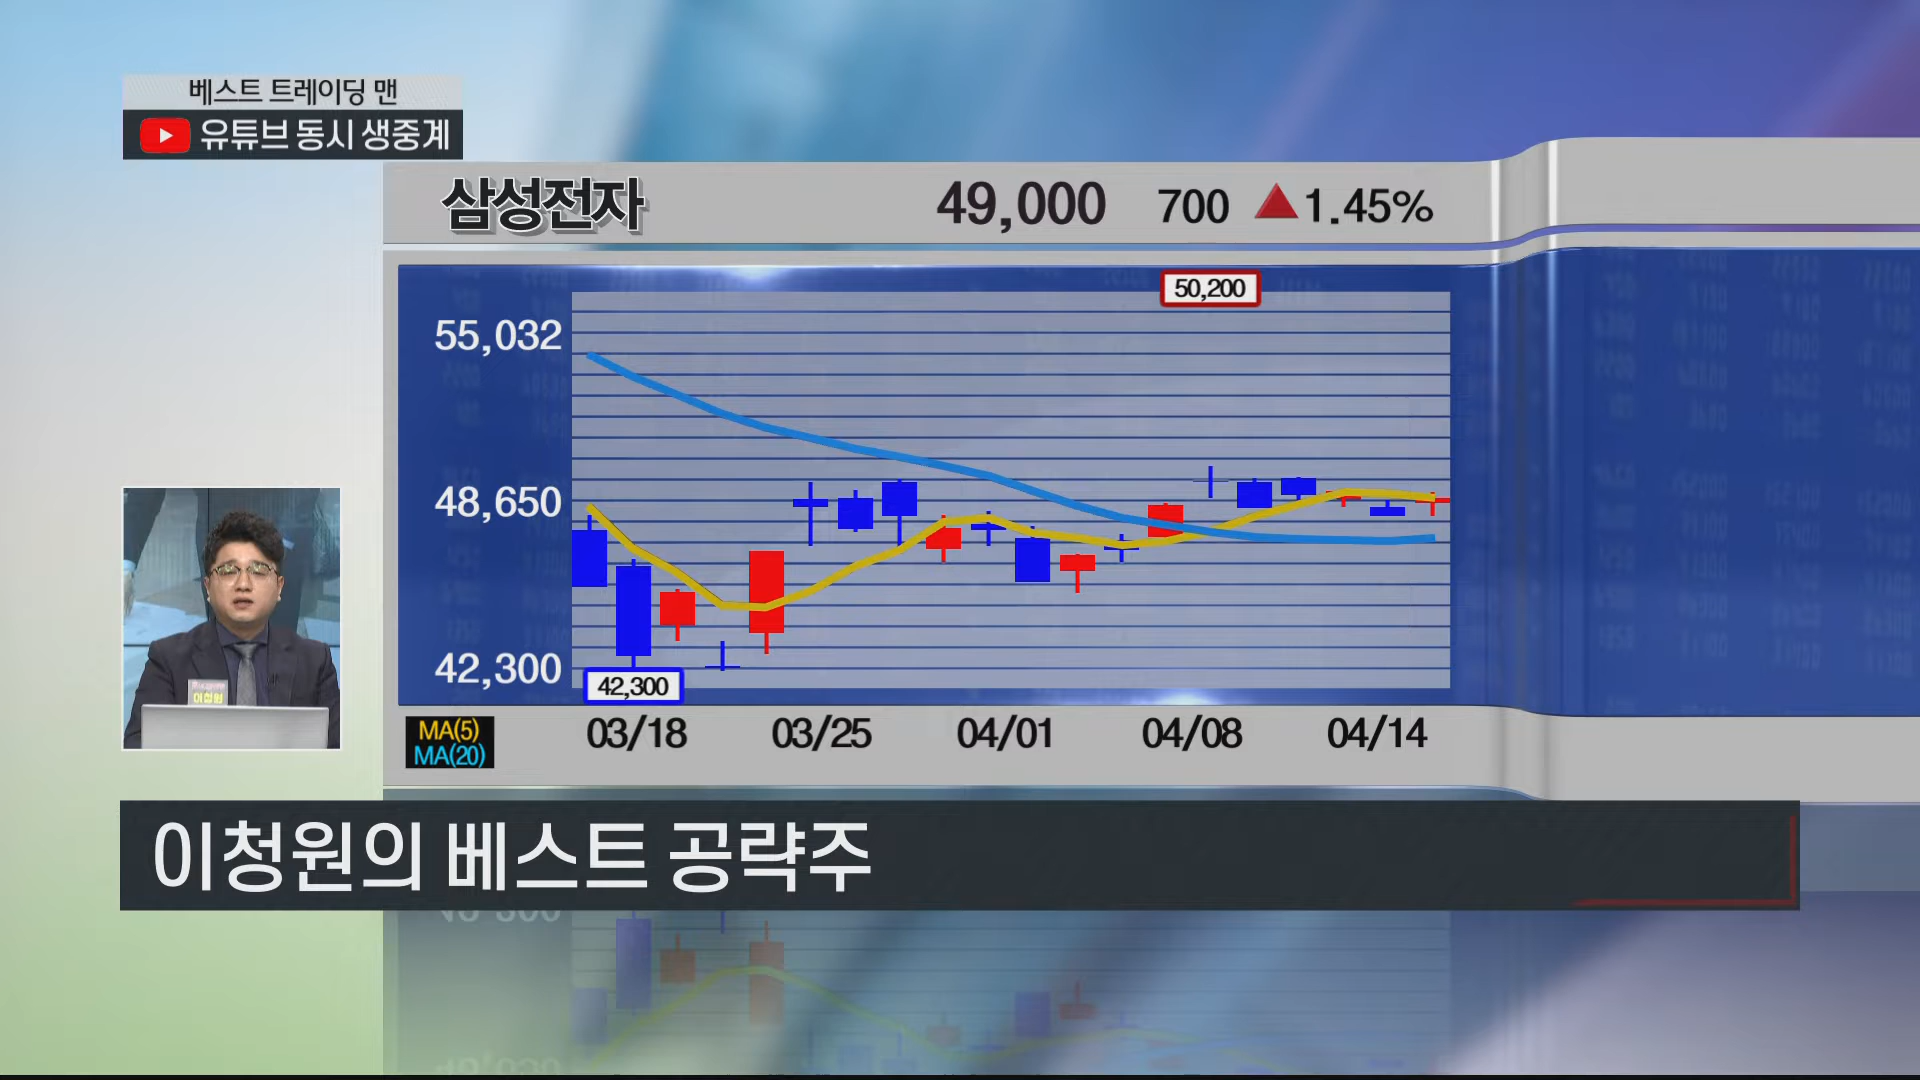 베스트 트레이딩 맨
유튜브 동시 생중계
삼성전자 49,000 700 ▲1.45%
50,200
55,032
48,650
42,300
42,300
MA(5)
MA(20)
03/18 03/25 04/01 04/08 04/14
이청원
이청원의 베스트 공략주